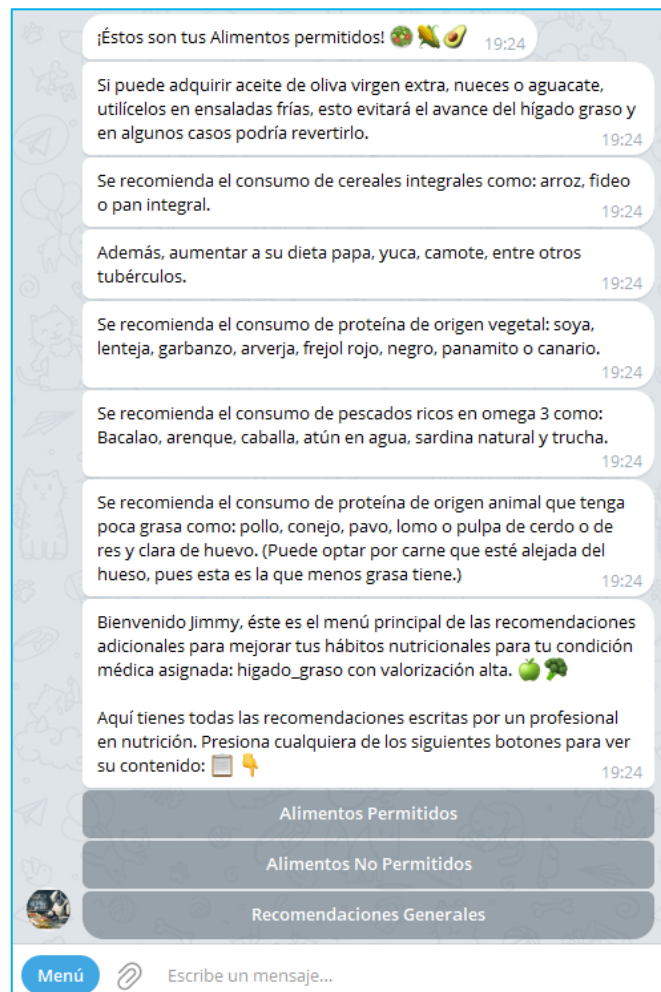 ¡Éstos son tus Alimentos permitidos! 🥗 🌽 🥑 19:24
Si puede adquirir aceite de oliva virgen extra, nueces o aguacate,
utilícelos en ensaladas frías, esto evitará el avance del hígado graso y
en algunos casos podría revertirlo.
19:24
Se recomienda el consumo de cereales integrales como: arroz, fideo
o pan integral.
19:24
Además, aumentar a su dieta papa, yuca, camote, entre otros
tubérculos.
19:24
Se recomienda el consumo de proteína de origen vegetal: soya,
lenteja, garbanzo, arverja, frejol rojo, negro, panamito o canario.
19:24
Se recomienda el consumo de pescados ricos en omega 3 como:
Bacalao, arenque, caballa, atún en agua, sardina natural y trucha.
19:24
Se recomienda el consumo de proteína de origen animal que tenga
poca grasa como: pollo, conejo, pavo, lomo o pulpa de cerdo o de
res y clara de huevo. (Puede optar por carne que esté alejada del
hueso, pues esta es la que menos grasa tiene.)
19:24
Bienvenido Jimmy, éste es el menú principal de las recomendaciones
adicionales para mejorar tus hábitos nutricionales para tu condición
médica asignada: higado_graso con valorización alta. 🍏 🥦
Aquí tienes todas las recomendaciones escritas por un profesional
en nutrición. Presiona cualquiera de los siguientes botones para ver
su contenido: 📋 👇
19:24
Alimentos Permitidos
Alimentos No Permitidos
Recomendaciones Generales
Menú
Escribe un mensaje...